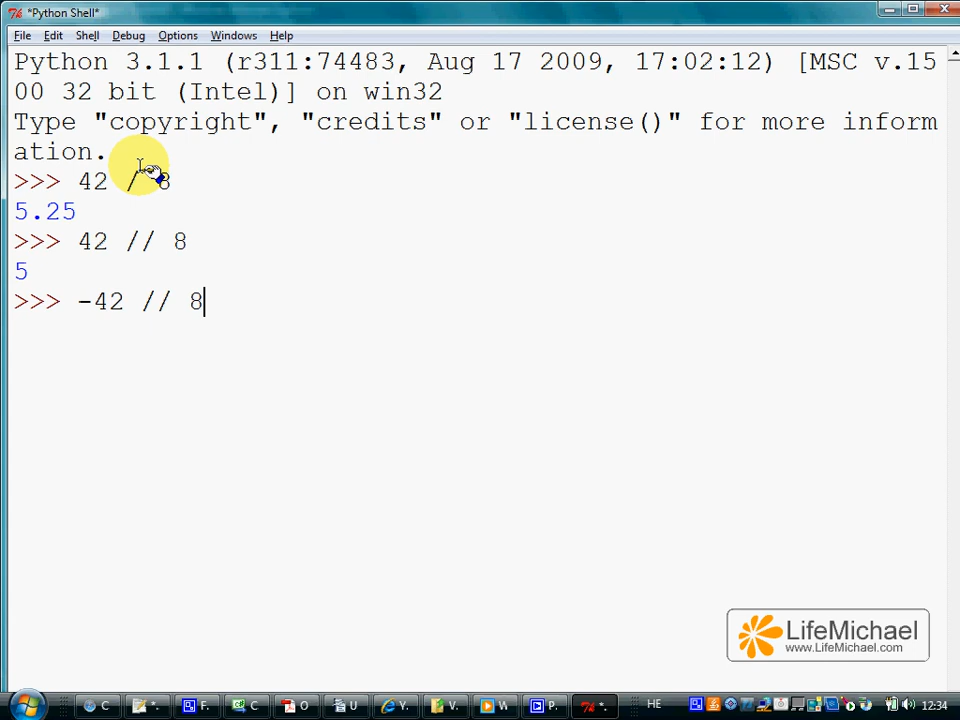 *Python Shell*
File Edit Shell Debug Options Windows Help
Python 3.1.1 (r311:74483, Aug 17 2009, 17:02:12) [MSC v.15
00 32 bit (Intel)] on win32
Type "copyright", "credits" or "license()" for more inform
ation.
>>> 42 / 8
5.25
>>> 42 // 8
5
>>> -42 // 8
LifeMichael
www.LifeMichael.com
C *. F. C O U Y. V. W P. *. HE 12:34